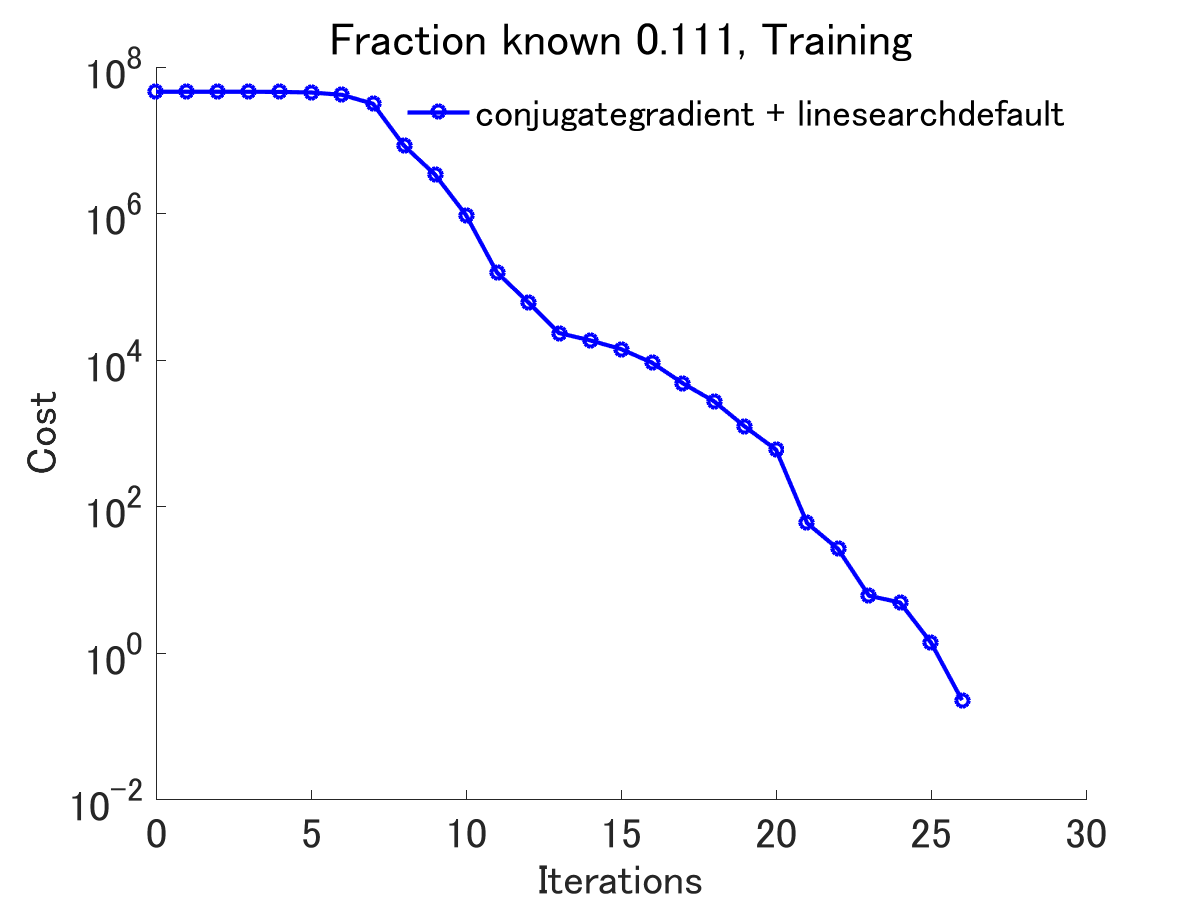 Fraction known 0.111, Training
conjugategradient + linesearchdefault
Cost
10^8
10^6
10^4
10^2
10^0
10^-2
0 5 10 15 20 25 30
Iterations